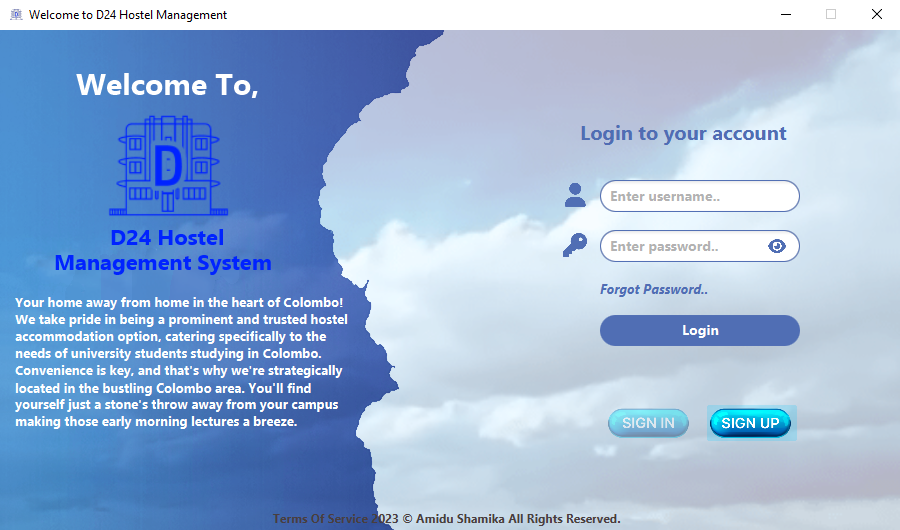 Welcome to D24 Hostel Management
Welcome To,
D
D24 Hostel
Management System
Your home away from home in the heart of Colombo!
We take pride in being a prominent and trusted hostel
accommodation option, catering specifically to the
needs of university students studying in Colombo.
Convenience is key, and that's why we're strategically
located in the bustling Colombo area. You'll find
yourself just a stone's throw away from your campus
making those early morning lectures a breeze.
Login to your account
Enter username..
Enter password..
Forgot Password..
Login
SIGN IN
SIGN UP
Terms Of Service 2023 © Amidu Shamika All Rights Reserved.